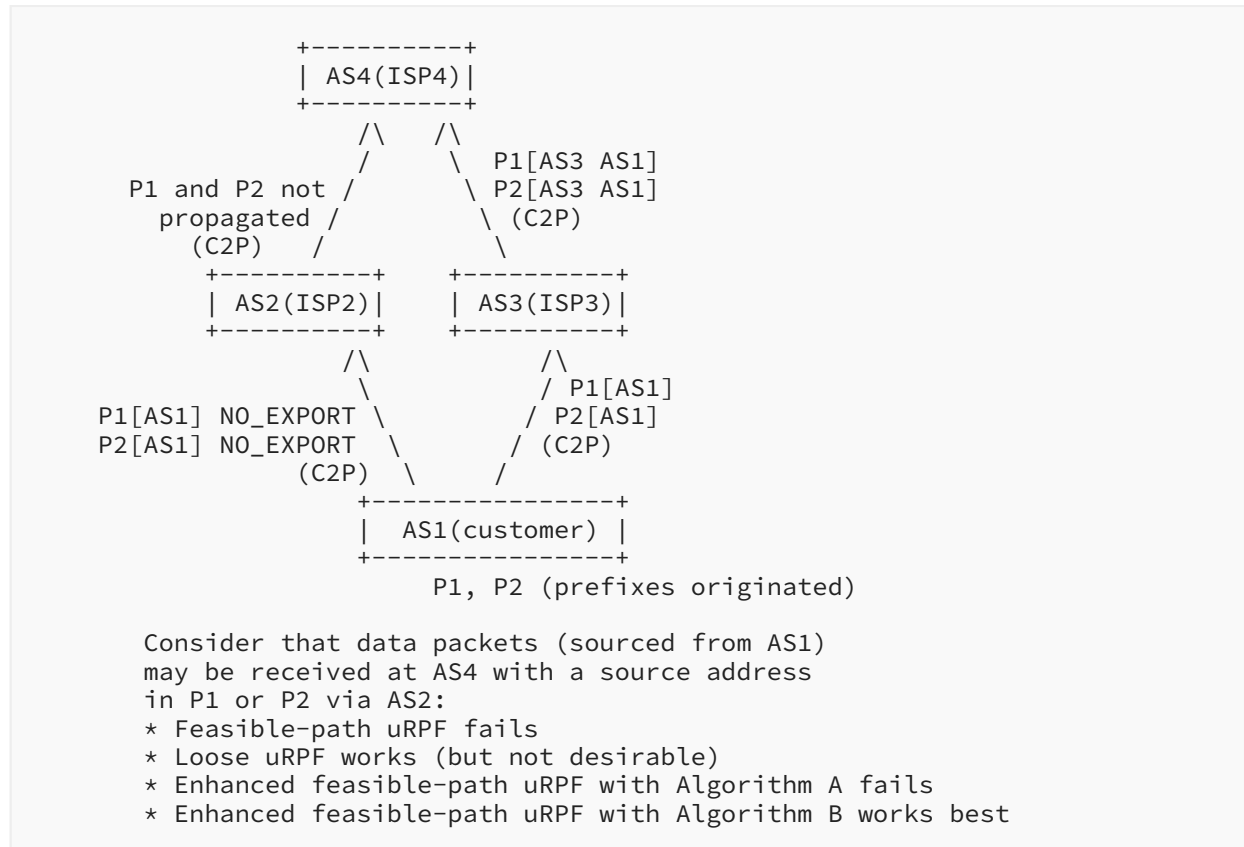 +----------+
| AS4(ISP4)|
+----------+
/\ /\
/ \ P1[AS3 AS1]
P1 and P2 not / \ P2[AS3 AS1]
propagated / \ (C2P)
(C2P) / \
+----------+ +----------+
| AS2(ISP2)| | AS3(ISP3)|
+----------+ +----------+
/\ /\
\ / P1[AS1]
P1[AS1] NO_EXPORT \ / P2[AS1]
P2[AS1] NO_EXPORT \ / (C2P)
(C2P) \ /
+----------------+
| AS1(customer) |
+----------------+
P1, P2 (prefixes originated)
Consider that data packets (sourced from AS1)
may be received at AS4 with a source address
in P1 or P2 via AS2:
* Feasible-path uRPF fails
* Loose uRPF works (but not desirable)
* Enhanced feasible-path uRPF with Algorithm A fails
* Enhanced feasible-path uRPF with Algorithm B works best